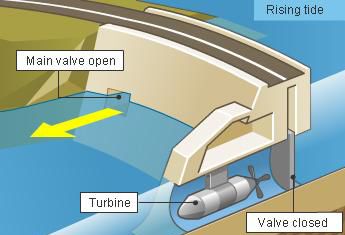 Rising tide
Main valve open
Turbine
Valve closed